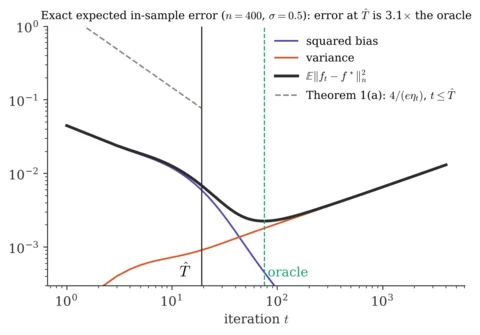 Exact expected in-sample error (n = 400, σ = 0.5): error at T̂ is 3.1× the oracle
squared bias
variance
𝔼‖f_t − f*‖²_n
Theorem 1(a): 4/(eη_t), t ≤ T̂
10⁰
10⁻¹
10⁻²
10⁻³
T̂
oracle
10⁰ 10¹ 10² 10³
iteration t